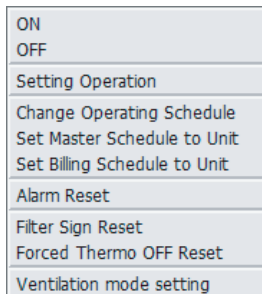 ON
OFF
Setting Operation
Change Operating Schedule
Set Master Schedule to Unit
Set Billing Schedule to Unit
Alarm Reset
Filter Sign Reset
Forced Thermo OFF Reset
Ventilation mode setting